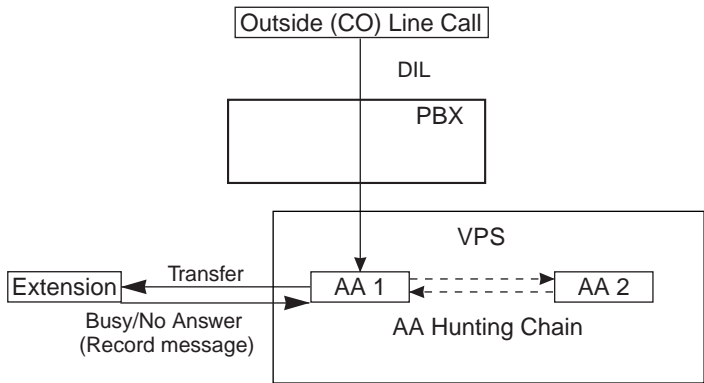 Outside (CO) Line Call
DIL
PBX
VPS
Extension
Transfer
AA 1
AA 2
Busy/No Answer
(Record message)
AA Hunting Chain